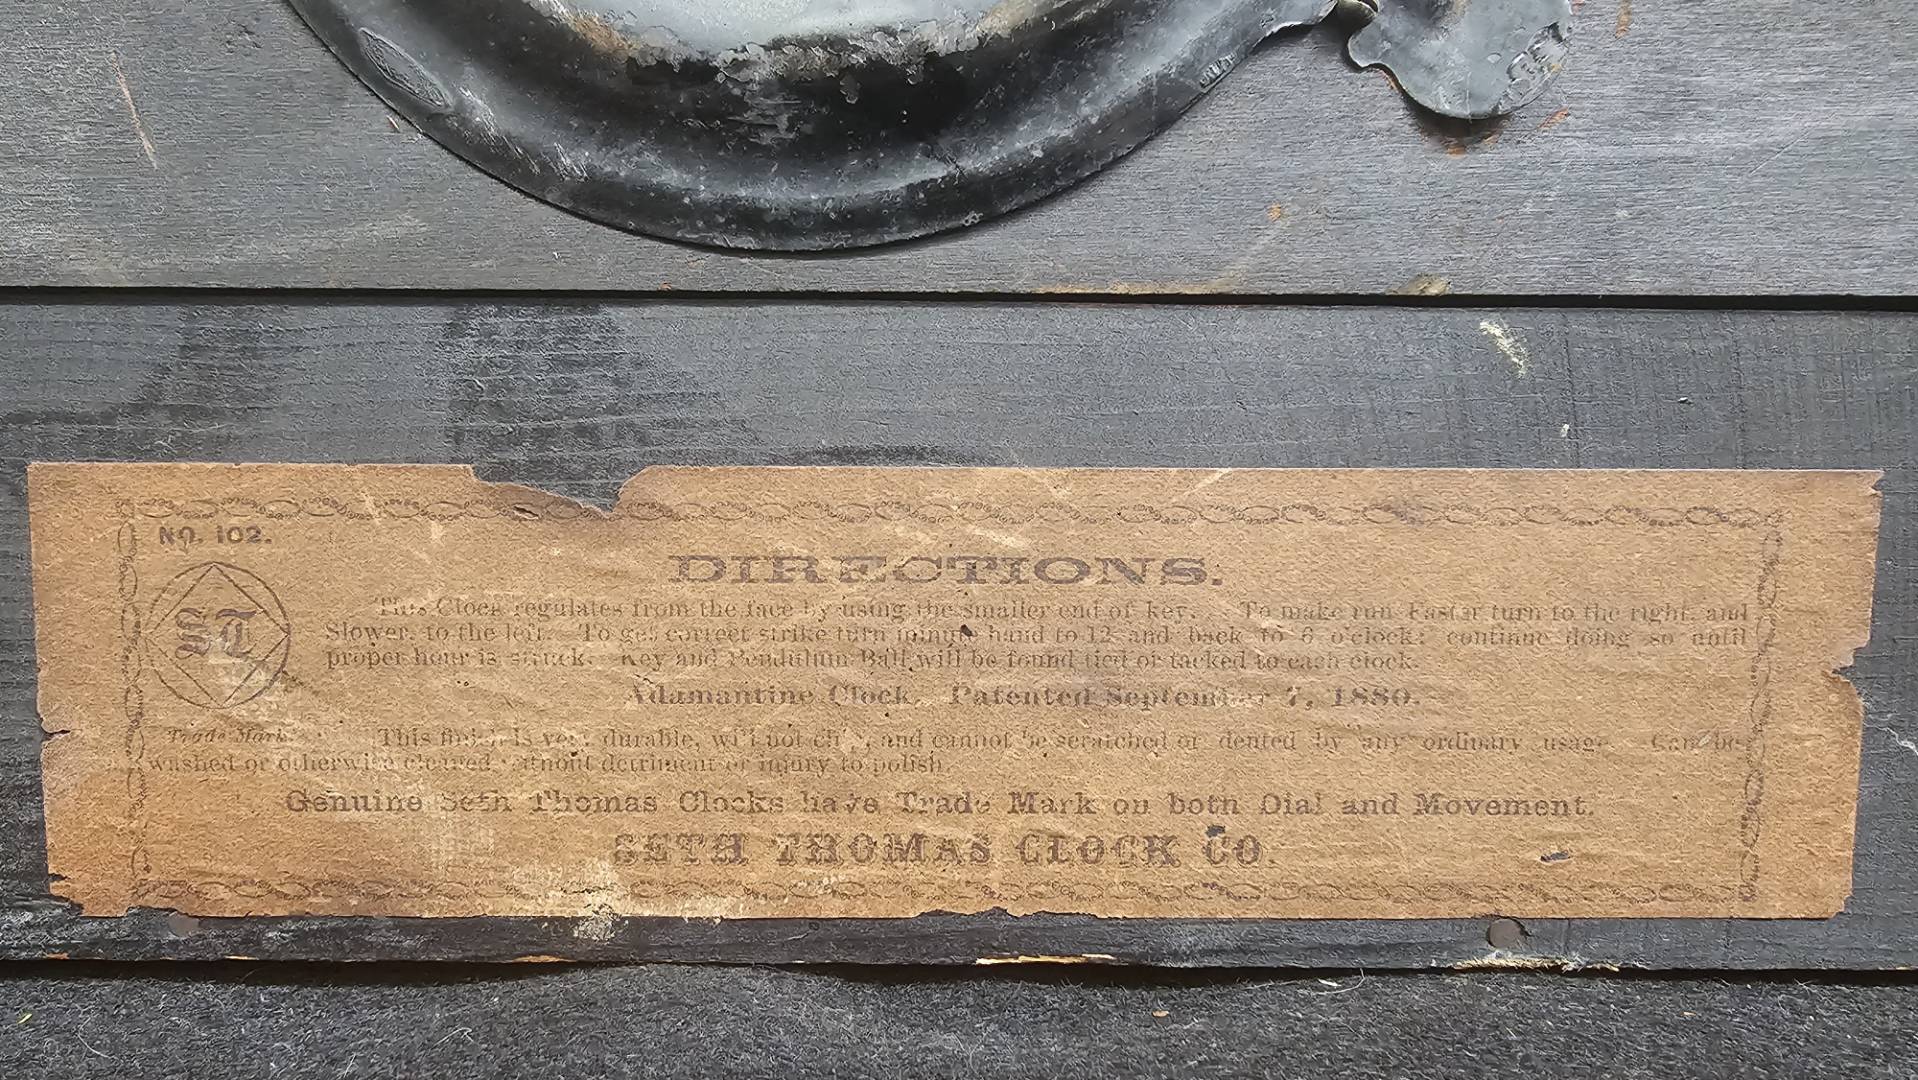 NO. 102.
DIRECTIONS.
ST
This Clock regulates from the face by using the smaller end of key. To make run Faster turn to the right, and
Slower, to the left. To get correct strike turn minute hand to 12 and back to 6 o'clock; continue doing so until
proper hour is struck. Key and Pendulum Ball will be found tied or tacked to each clock.
Adamantine Clock. Patented September 7, 1880.
Trade Mark.
This finish is very durable, will not chip, and cannot be scratched or dented by any ordinary usage. Can be
washed or otherwise cleaned without detriment or injury to polish.
Genuine Seth Thomas Clocks have Trade Mark on both Dial and Movement.
SETH THOMAS CLOCK CO.